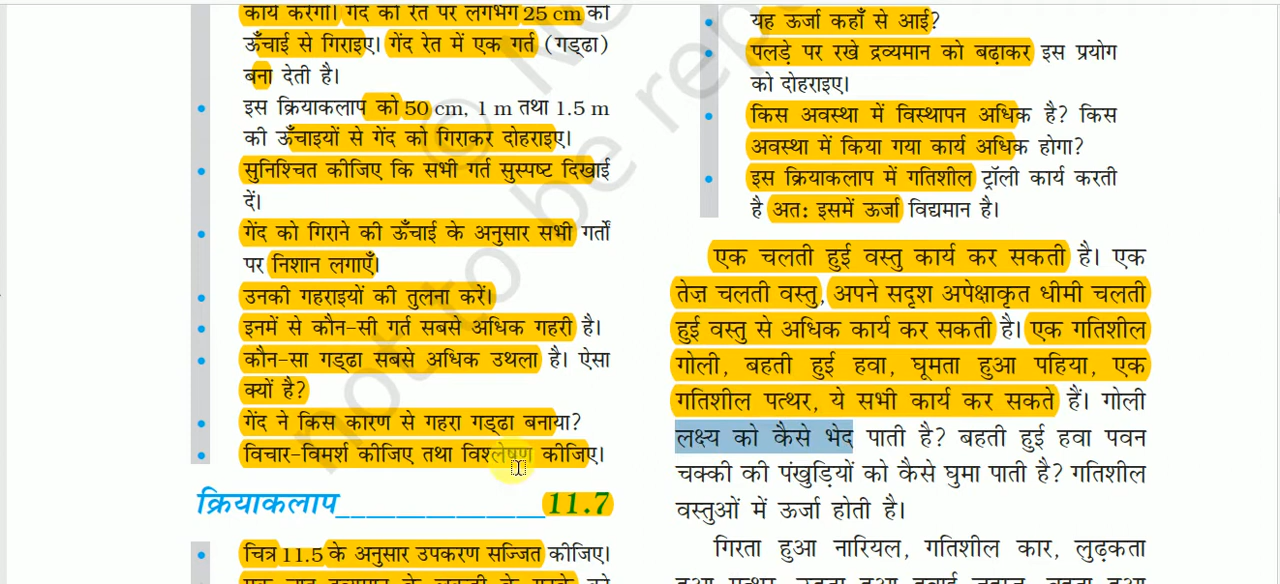 कार्य करेगी। गेंद को रेत पर लगभग 25 cm की
ऊँचाई से गिराइए। गेंद रेत में एक गर्त (गड्ढा)
बना देती है।
• इस क्रियाकलाप को 50 cm, 1 m तथा 1.5 m
की ऊँचाइयों से गेंद को गिराकर दोहराइए।
• सुनिश्चित कीजिए कि सभी गर्त सुस्पष्ट दिखाई
दें।
• गेंद को गिराने की ऊँचाई के अनुसार सभी गर्तों
पर निशान लगाएँ।
• उनकी गहराइयों की तुलना करें।
• इनमें से कौन-सी गर्त सबसे अधिक गहरी है।
• कौन-सा गड्ढा सबसे अधिक उथला है। ऐसा
क्यों है?
• गेंद ने किस कारण से गहरा गड्ढा बनाया?
• विचार-विमर्श कीजिए तथा विश्लेषण कीजिए।
क्रियाकलाप______________11.7
• चित्र 11.5 के अनुसार उपकरण सज्जित कीजिए।
• यह ऊर्जा कहाँ से आई?
• पलड़े पर रखे द्रव्यमान को बढ़ाकर इस प्रयोग
को दोहराइए।
• किस अवस्था में विस्थापन अधिक है? किस
अवस्था में किया गया कार्य अधिक होगा?
• इस क्रियाकलाप में गतिशील ट्रॉली कार्य करती
है अतः इसमें ऊर्जा विद्यमान है।
एक चलती हुई वस्तु कार्य कर सकती है। एक
तेज़ चलती वस्तु, अपने सदृश अपेक्षाकृत धीमी चलती
हुई वस्तु से अधिक कार्य कर सकती है। एक गतिशील
गोली, बहती हुई हवा, घूमता हुआ पहिया, एक
गतिशील पत्थर, ये सभी कार्य कर सकते हैं। गोली
लक्ष्य को कैसे भेद पाती है? बहती हुई हवा पवन
चक्की की पंखुड़ियों को कैसे घुमा पाती है? गतिशील
वस्तुओं में ऊर्जा होती है।
गिरता हुआ नारियल, गतिशील कार, लुढ़कता
not to be rep